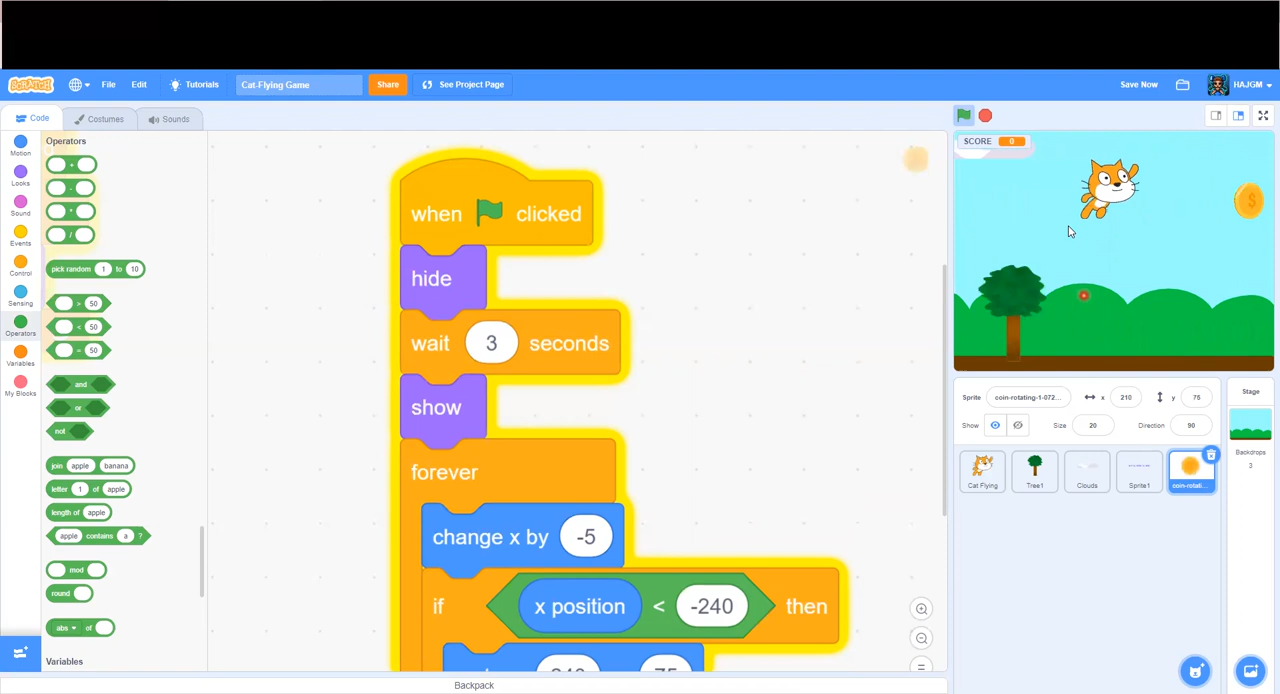 SCRATCH File Edit Tutorials Cat-Flying Game Share See Project Page Save Now HAJGM
Code Costumes Sounds
Motion
Looks
Sound
Events
Control
Sensing
Operators
Variables
My Blocks
Operators
+
-
*
/
pick random 1 to 10
> 50
< 50
= 50
and
or
not
join apple banana
letter 1 of apple
length of apple
apple contains a ?
mod
round
abs of
Variables
when clicked
hide
wait 3 seconds
show
forever
change x by -5
if x position < -240 then
Backpack
SCORE 0
$
Sprite coin-rotating-1-072... x 210 y 75
Show Size 20 Direction 90
Cat Flying Tree1 Clouds Sprite1 coin-rotati...
Stage
Backdrops
3